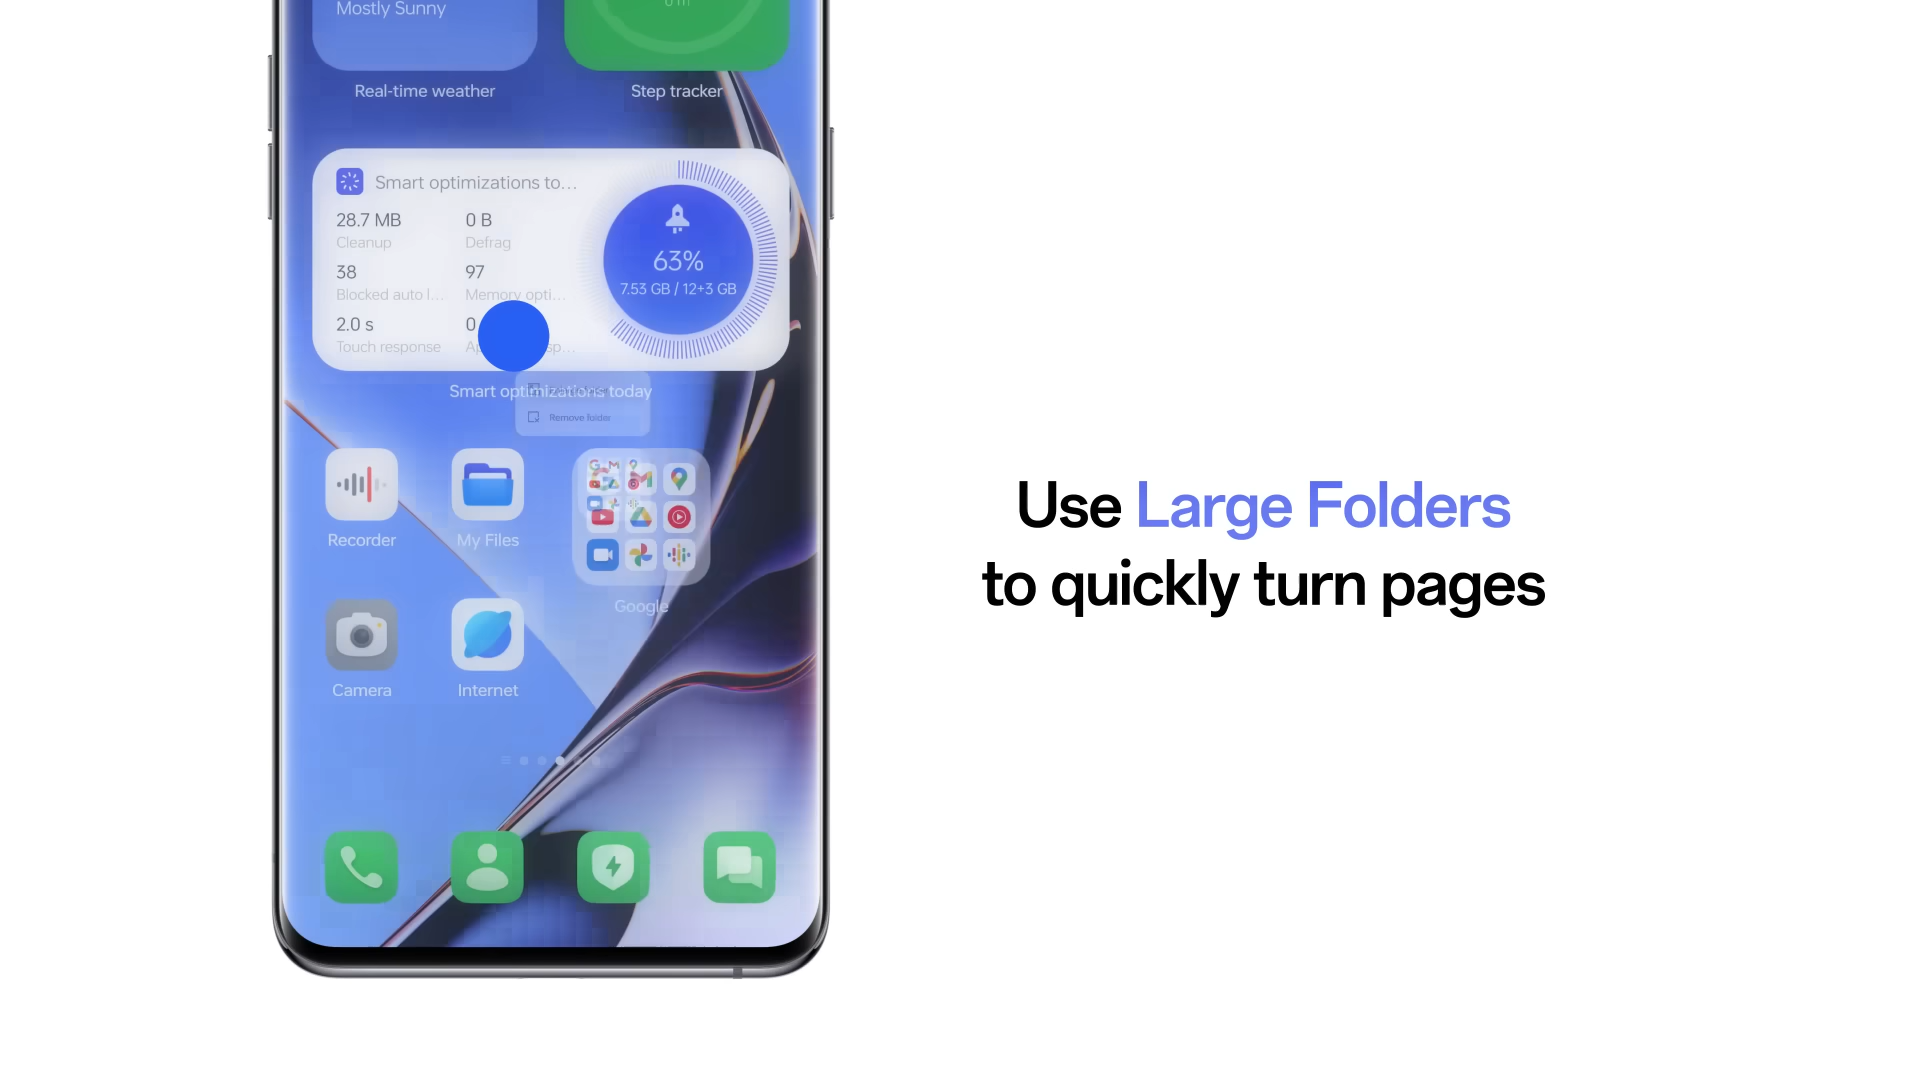 Mostly Sunny
0 m
Real-time weather
Step tracker
Smart optimizations to...
28.7 MB
0 B
Cleanup
Defrag
38
97
Blocked auto l...
Memory opti...
2.0 s
0
Touch response
63%
7.53 GB / 12+3 GB
Smart optimizations today
Remove folder
Recorder
My Files
Google
Camera
Internet
Use Large Folders
to quickly turn pages